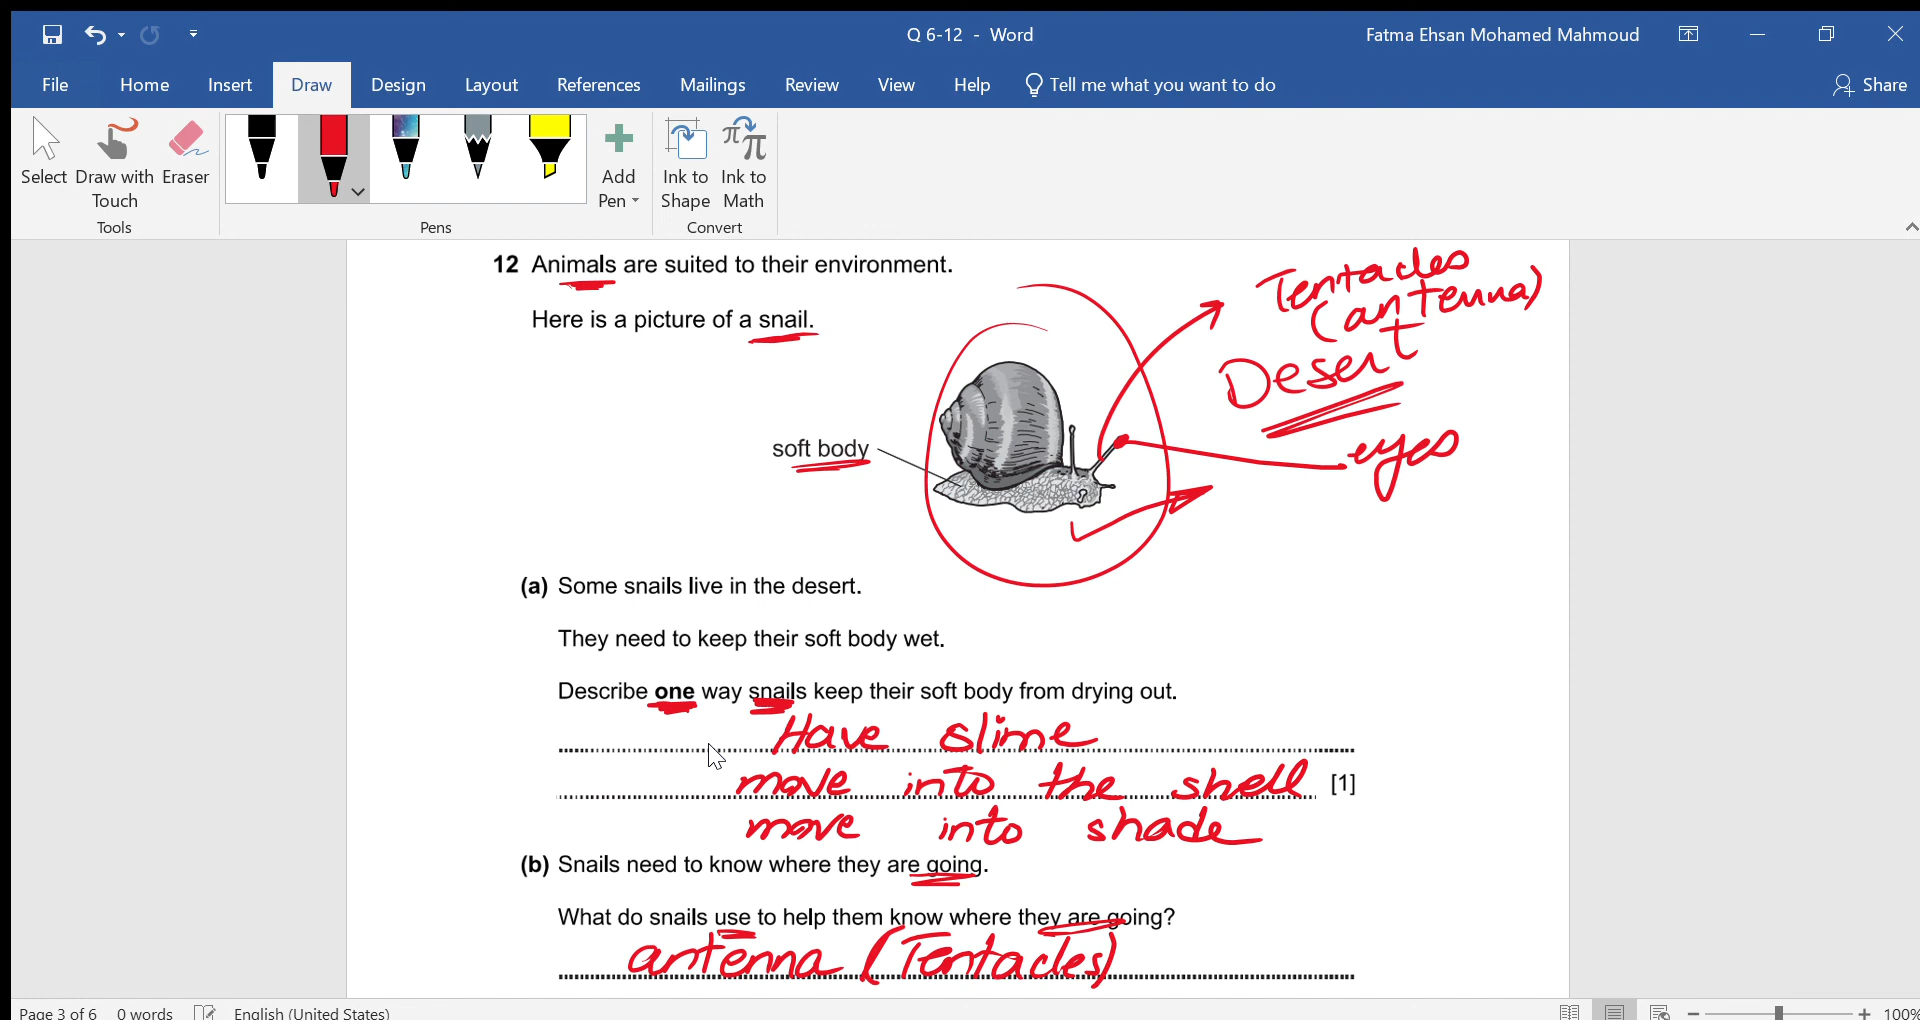 Q 6-12 - Word
Fatma Ehsan Mohamed Mahmoud
File Home Insert Draw Design Layout References Mailings Review View Help Tell me what you want to do Share
Select Draw with Touch Eraser
Tools
Pens
Add Pen
Ink to Shape Ink to Math
Convert
12 Animals are suited to their environment.
Tentacles
(antenna)
Here is a picture of a snail.
Desert
eyes
soft body
(a) Some snails live in the desert.
They need to keep their soft body wet.
Describe one way snails keep their soft body from drying out.
Have slime
move into the shell [1]
move into shade
(b) Snails need to know where they are going.
What do snails use to help them know where they are going?
antenna (Tentacles)
Page 3 of 6 0 words English (United States) 100%